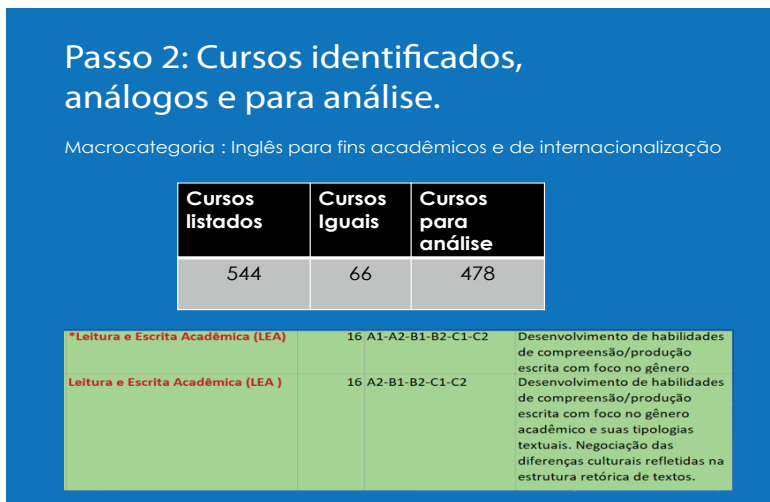 Passo 2: Cursos identificados,
análogos e para análise.
Macrocategoria : Inglês para fins acadêmicos e de internacionalização
Cursos listados Cursos Iguais Cursos para análise
544 66 478
*Leitura e Escrita Acadêmica (LEA) 16 A1-A2-B1-B2-C1-C2 Desenvolvimento de habilidades
de compreensão/produção
escrita com foco no gênero
Leitura e Escrita Acadêmica (LEA ) 16 A2-B1-B2-C1-C2 Desenvolvimento de habilidades
de compreensão/produção
escrita com foco no gênero
acadêmico e suas tipologias
textuais. Negociação das
diferenças culturais refletidas na
estrutura retórica de textos.